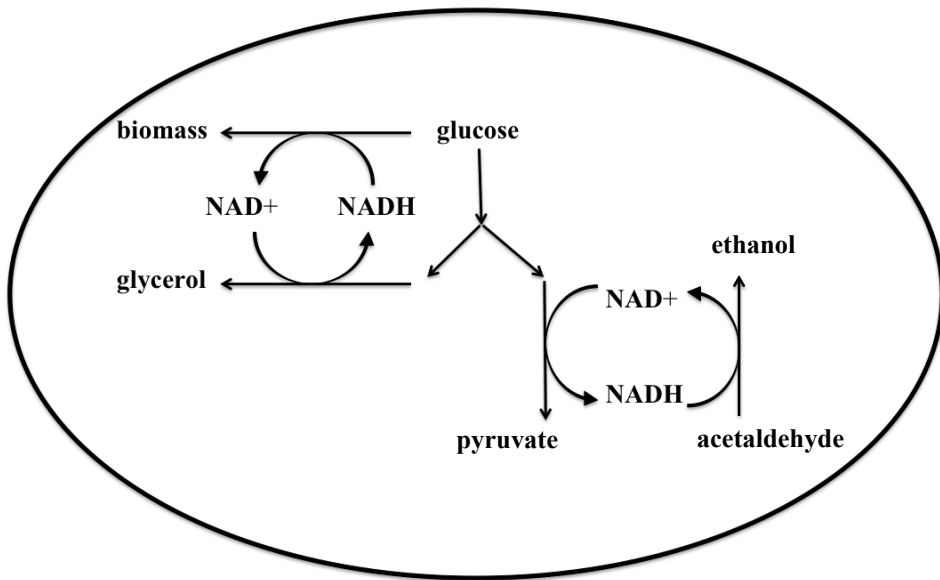 biomass
glucose
NAD+
NADH
ethanol
glycerol
NAD+
NADH
pyruvate
acetaldehyde